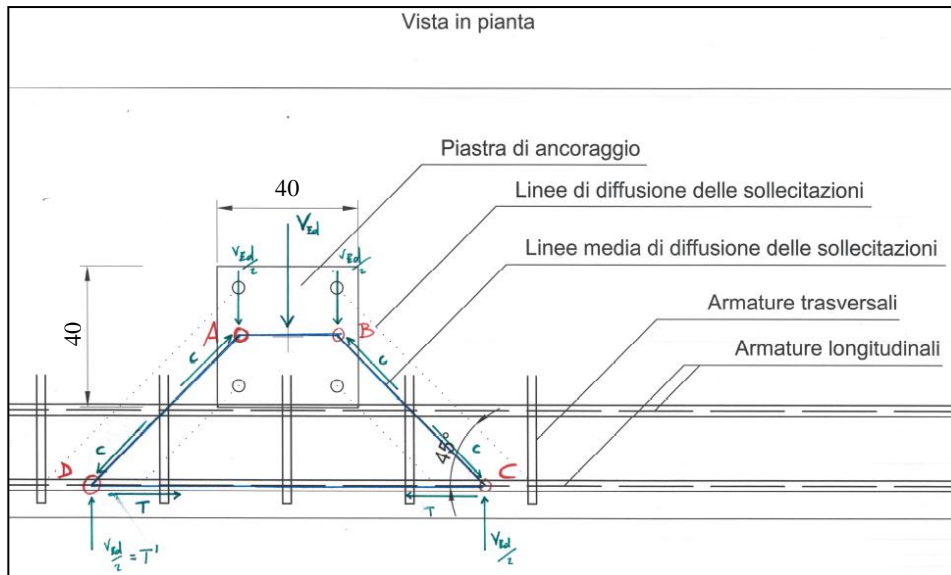 Vista in pianta
Piastra di ancoraggio
40
Linee di diffusione delle sollecitazioni
V_Ed
V_Ed/2
V_Ed/2
Linee media di diffusione delle sollecitazioni
40
A
B
Armature trasversali
C
C
Armature longitudinali
45°
C
C
D
C
T
T
V_Ed/2 = T'
V_Ed/2